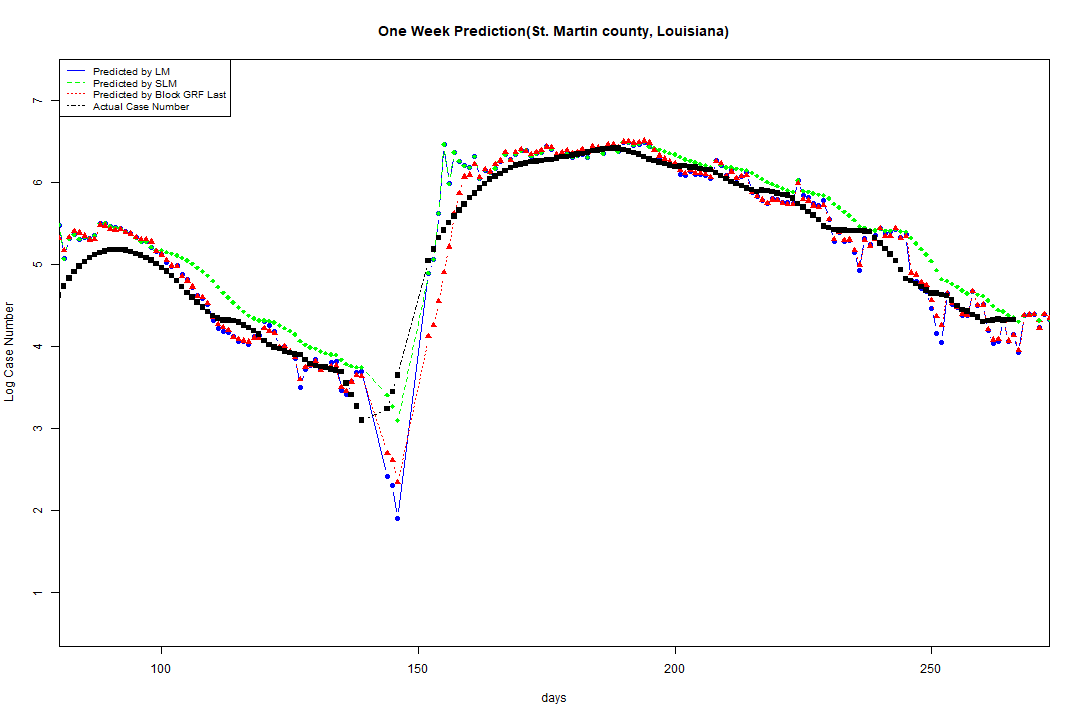 One Week Prediction(St. Martin county, Louisiana)
Predicted by LM
Predicted by SLM
Predicted by Block GRF Last
Actual Case Number
7
6
5
4
3
2
1
Log Case Number
100 150 200 250
days